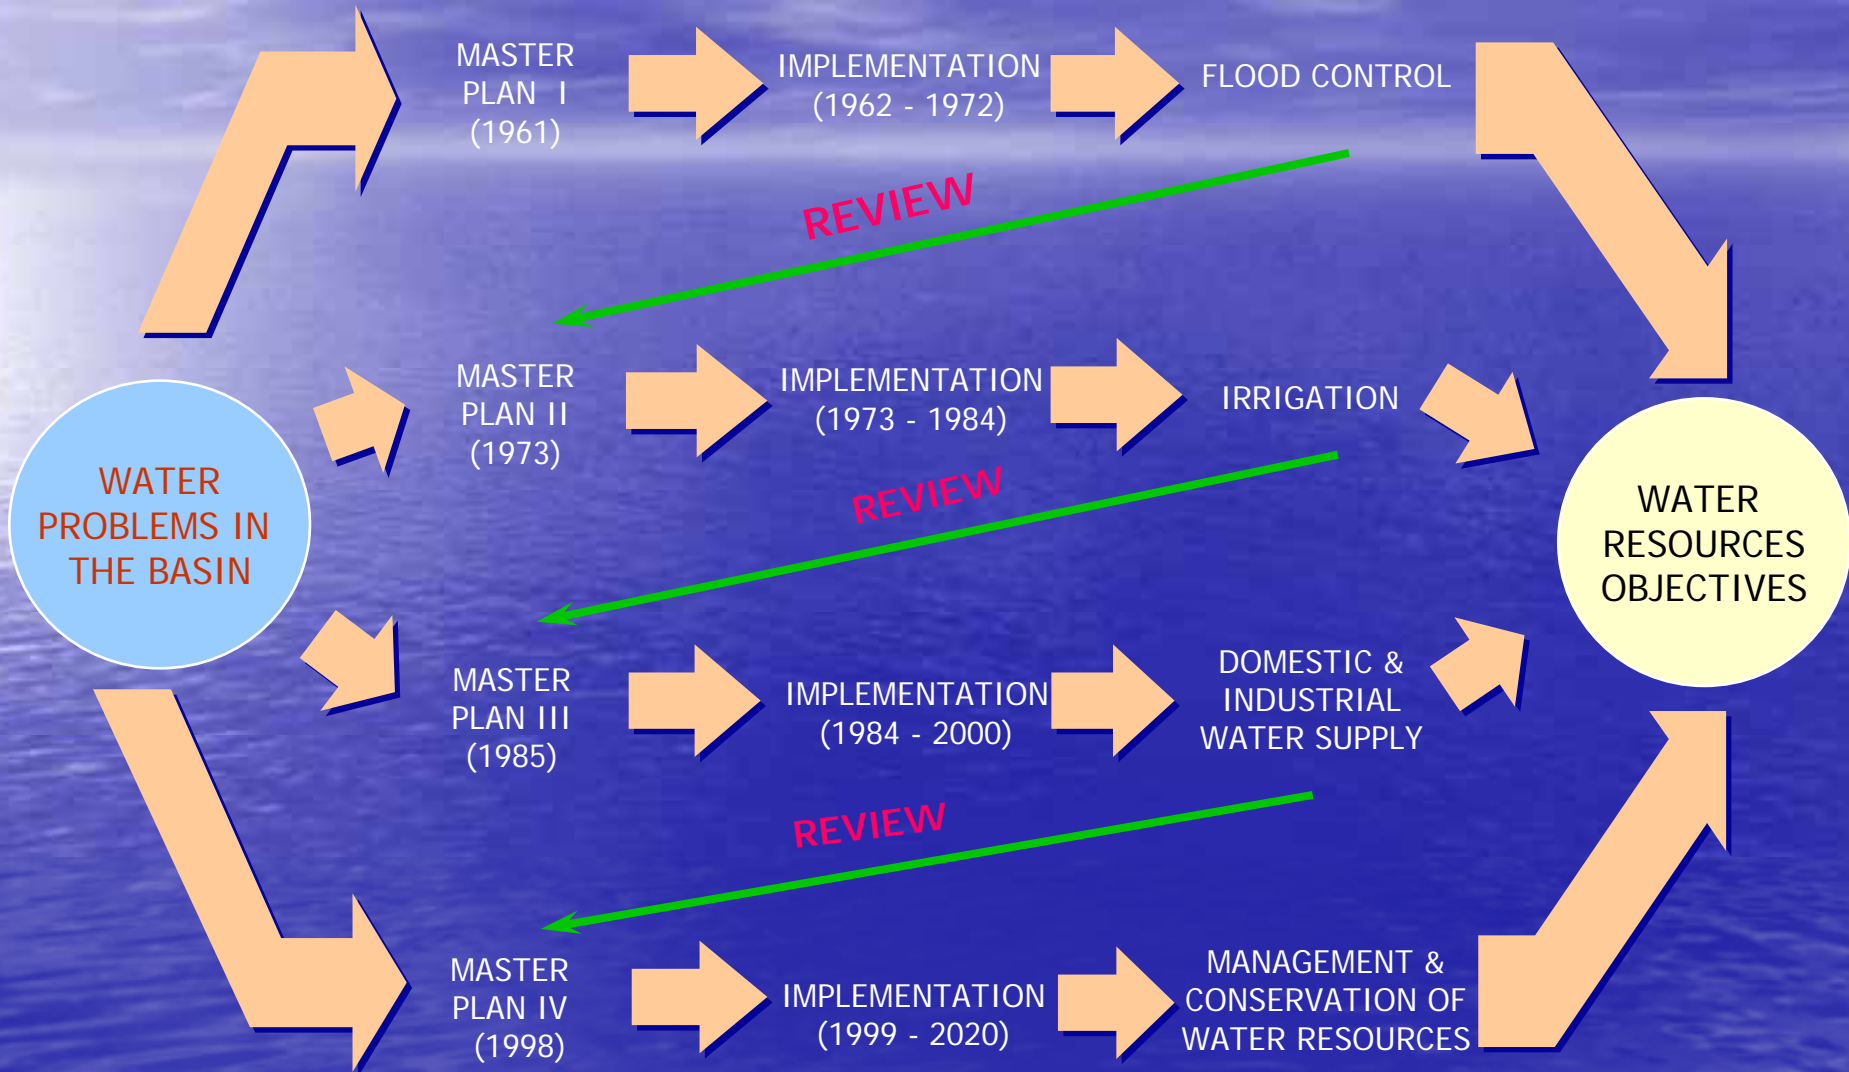 WATER
PROBLEMS IN
THE BASIN
MASTER
PLAN I
(1961)
IMPLEMENTATION
(1962 - 1972)
FLOOD CONTROL
REVIEW
MASTER
PLAN II
(1973)
IMPLEMENTATION
(1973 - 1984)
IRRIGATION
REVIEW
MASTER
PLAN III
(1985)
IMPLEMENTATION
(1984 - 2000)
DOMESTIC &
INDUSTRIAL
WATER SUPPLY
REVIEW
MASTER
PLAN IV
(1998)
IMPLEMENTATION
(1999 - 2020)
MANAGEMENT &
CONSERVATION OF
WATER RESOURCES
WATER
RESOURCES
OBJECTIVES